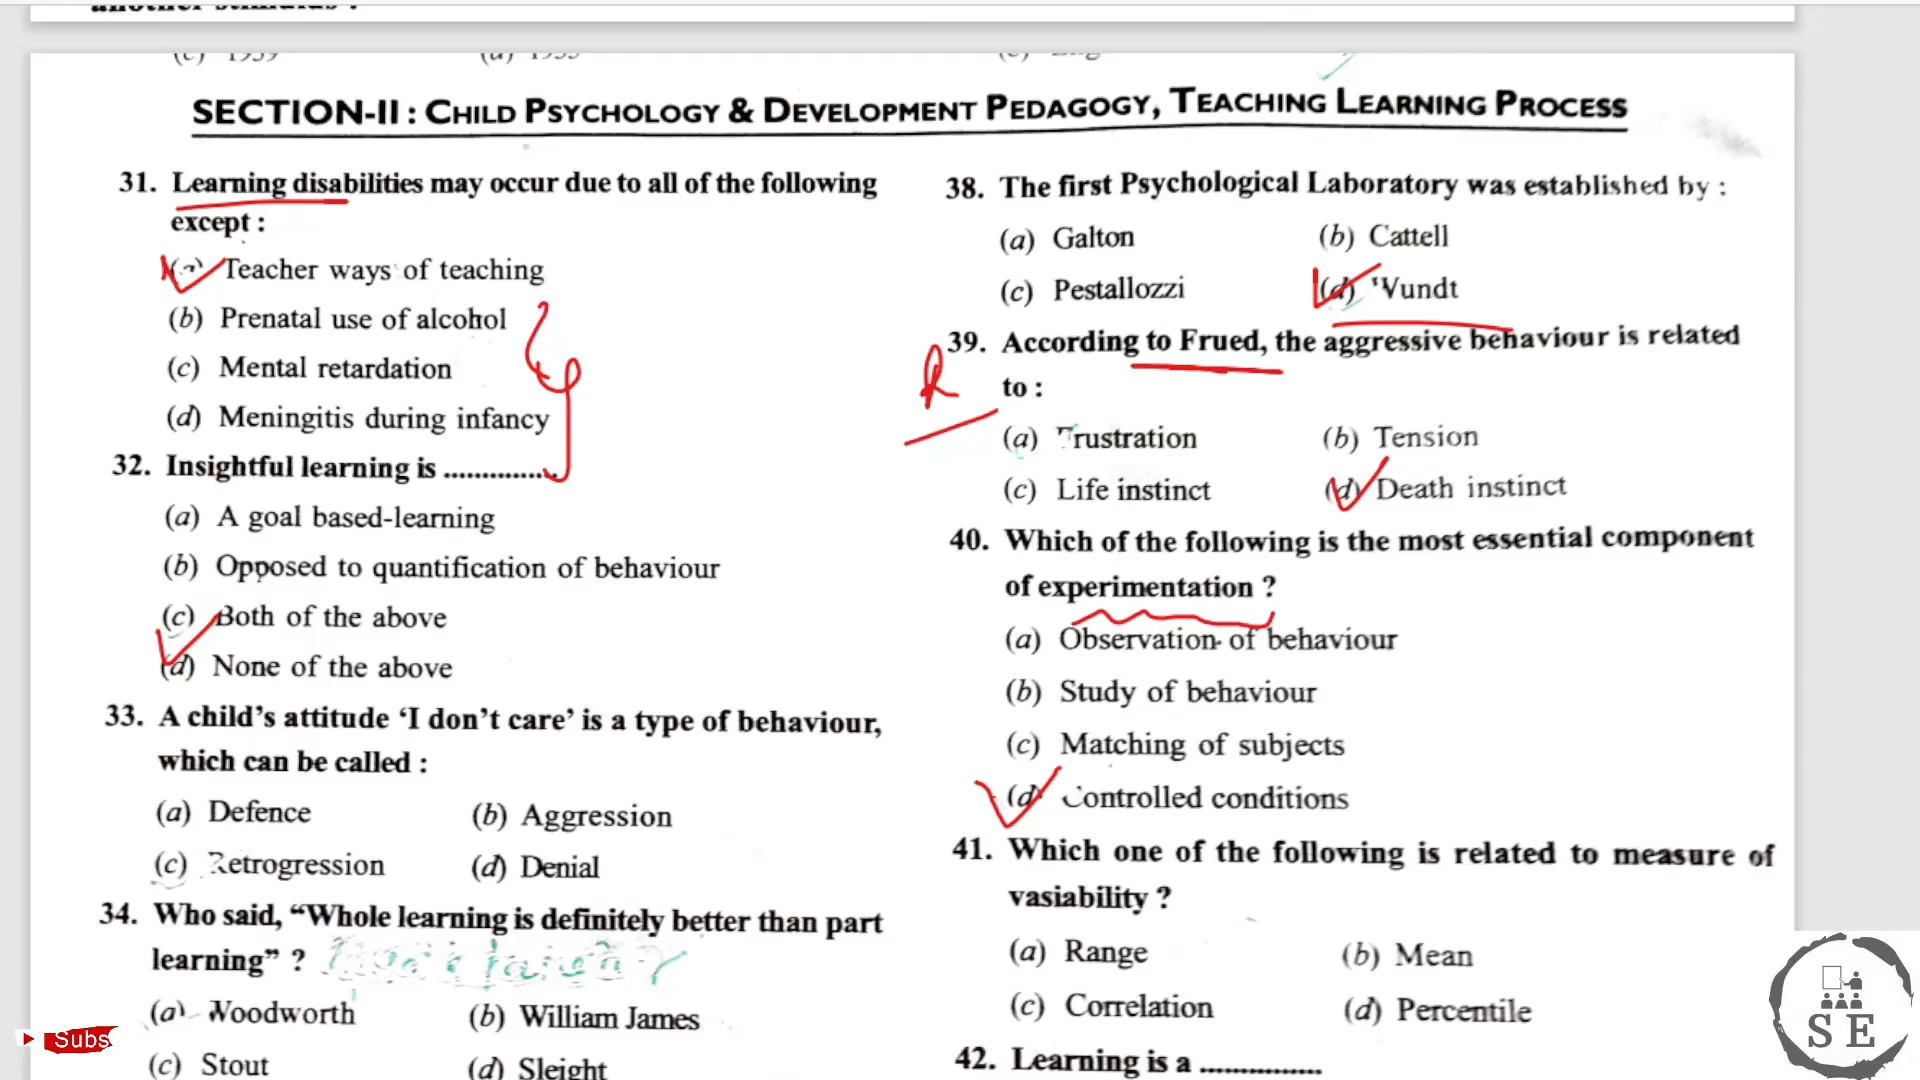 SECTION-II : CHILD PSYCHOLOGY & DEVELOPMENT PEDAGOGY, TEACHING LEARNING PROCESS
31. Learning disabilities may occur due to all of the following
except :
Teacher ways of teaching
(b) Prenatal use of alcohol
(c) Mental retardation
(d) Meningitis during infancy
32. Insightful learning is ..............
(a) A goal based-learning
(b) Opposed to quantification of behaviour
(c) Both of the above
(d) None of the above
33. A child's attitude ‘I don't care’ is a type of behaviour,
which can be called :
(a) Defence (b) Aggression
(c) Retrogression (d) Denial
34. Who said, “Whole learning is definitely better than part
learning” ?
(a) Woodworth (b) William James
(c) Stout (d) Sleight
38. The first Psychological Laboratory was established by :
(a) Galton (b) Cattell
(c) Pestallozzi (d) Wundt
39. According to Frued, the aggressive behaviour is related
to :
(a) Frustration (b) Tension
(c) Life instinct (d) Death instinct
40. Which of the following is the most essential component
of experimentation ?
(a) Observation of behaviour
(b) Study of behaviour
(c) Matching of subjects
(d) Controlled conditions
41. Which one of the following is related to measure of
vasiability ?
(a) Range (b) Mean
(c) Correlation (d) Percentile
42. Learning is a ...............
Subs
S E